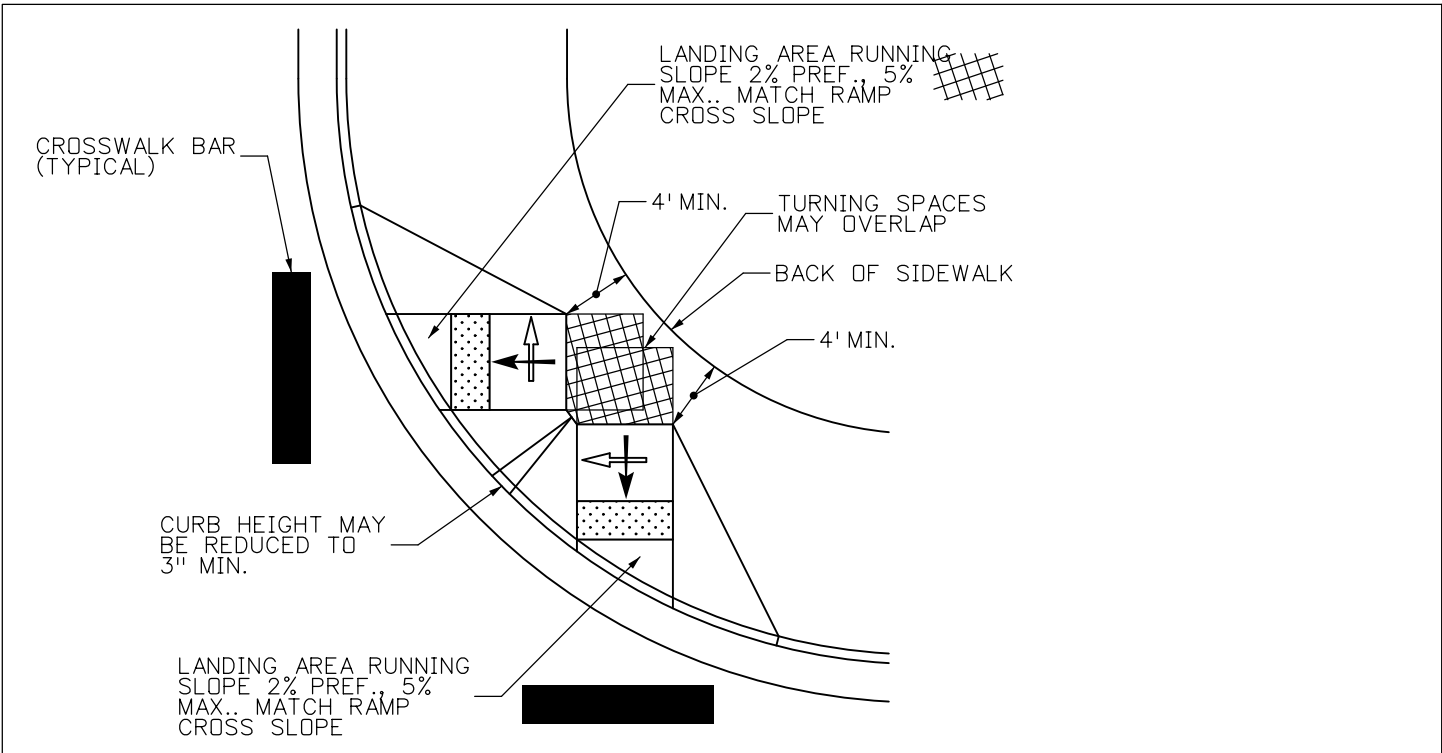 LANDING AREA RUNNING
SLOPE 2% PREF., 5%
MAX.. MATCH RAMP
CROSS SLOPE
CROSSWALK BAR
(TYPICAL)
4' MIN.
TURNING SPACES
MAY OVERLAP
BACK OF SIDEWALK
4' MIN.
CURB HEIGHT MAY
BE REDUCED TO
3" MIN.
LANDING AREA RUNNING
SLOPE 2% PREF., 5%
MAX.. MATCH RAMP
CROSS SLOPE